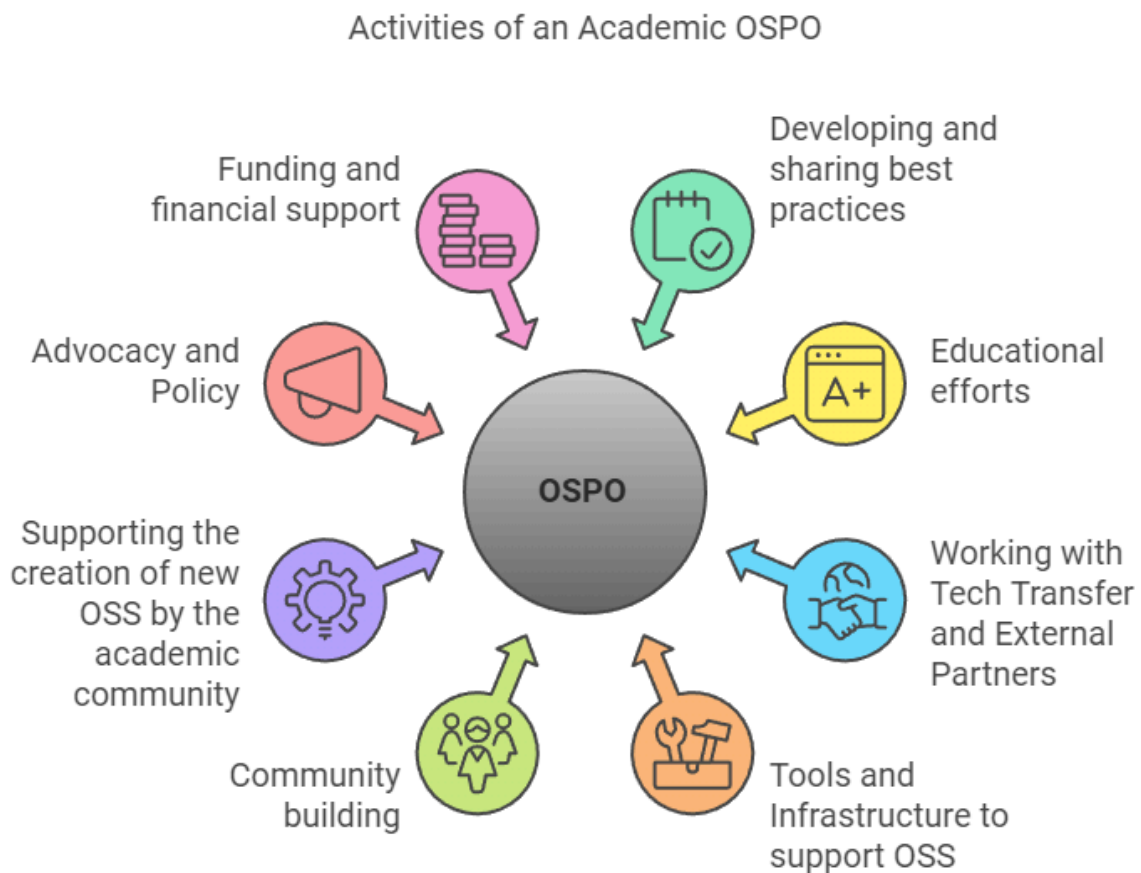 Activities of an Academic OSPO
Funding and
financial support
Developing and
sharing best
practices
Advocacy and
Policy
Educational
efforts
A+
OSPO
Supporting the
creation of new
OSS by the
academic
community
Working with
Tech Transfer
and External
Partners
Community
building
Tools and
Infrastructure to
support OSS